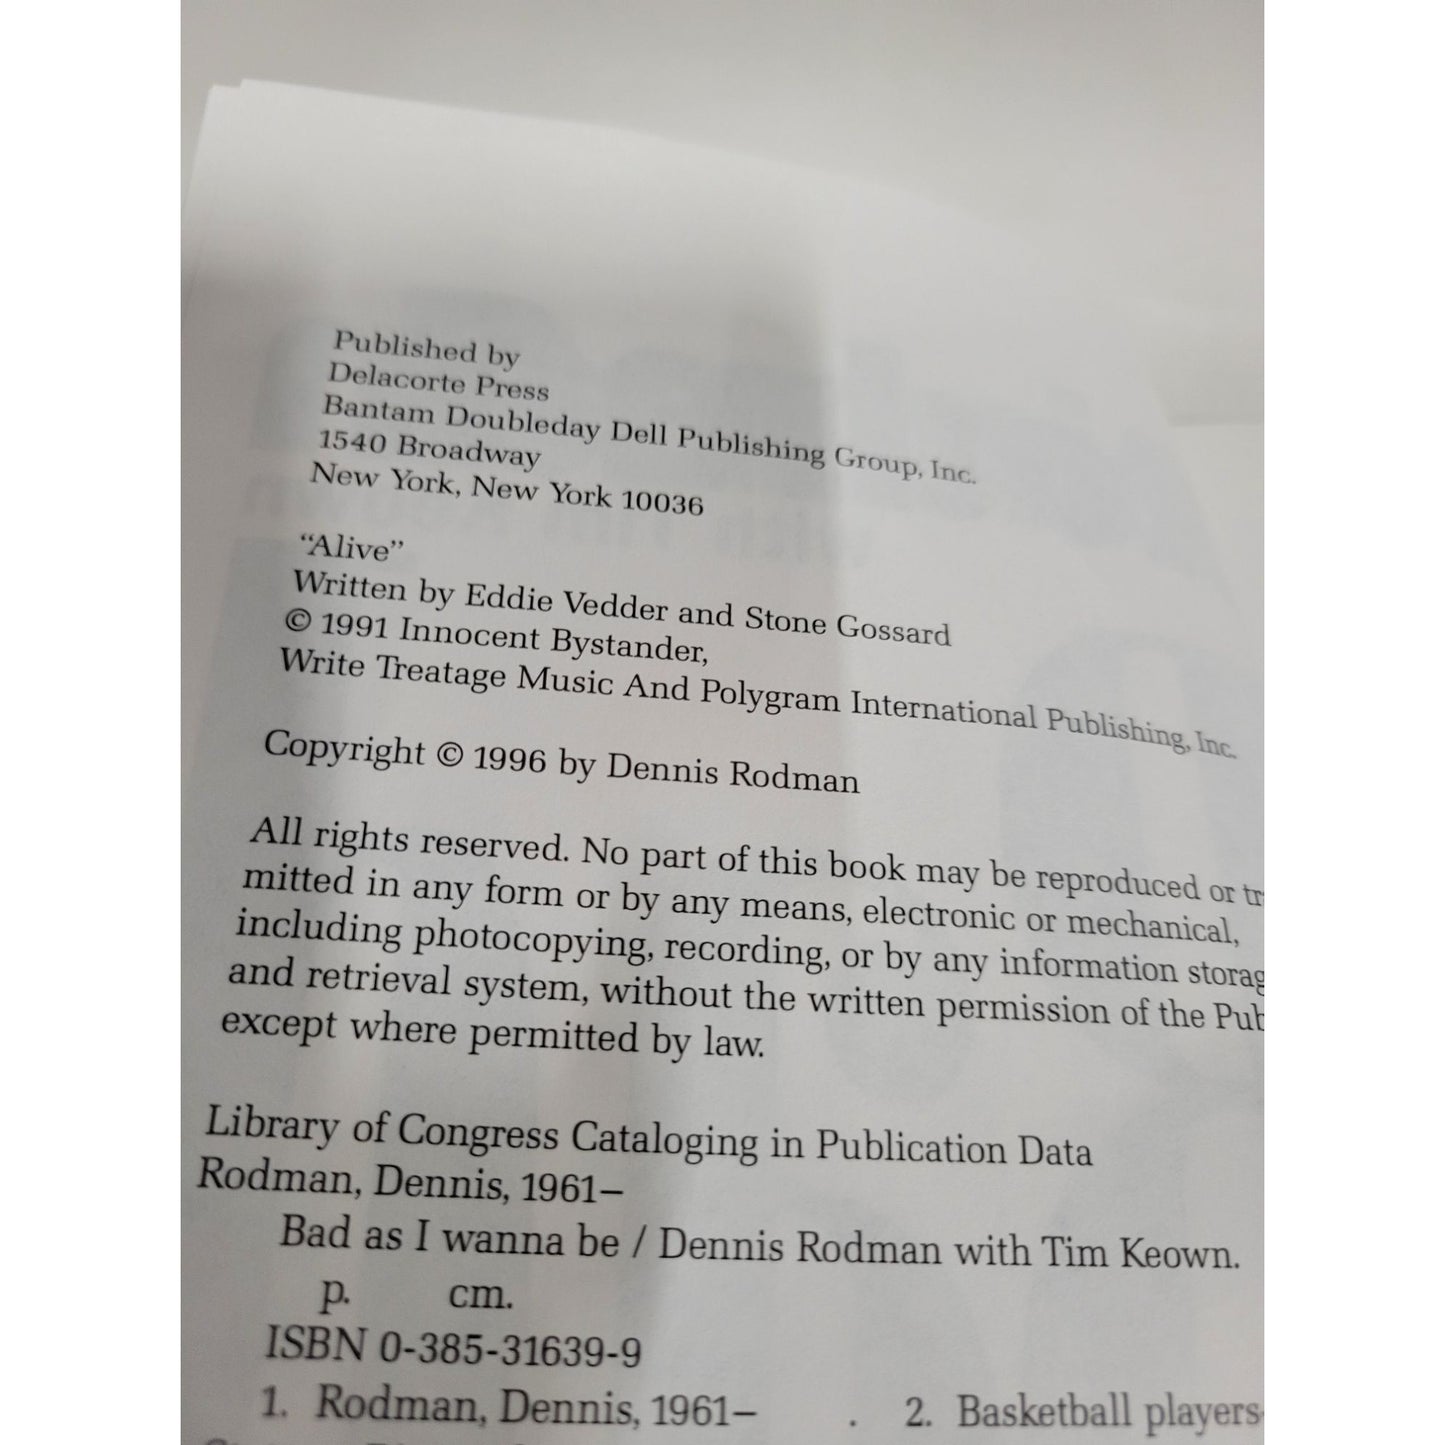 Published by
Delacorte Press
Bantam Doubleday Dell Publishing Group, Inc.
1540 Broadway
New York, New York 10036
“Alive”
Written by Eddie Vedder and Stone Gossard
© 1991 Innocent Bystander,
Write Treatage Music And Polygram International Publishing, Inc.
Copyright © 1996 by Dennis Rodman
All rights reserved. No part of this book may be reproduced or tr
mitted in any form or by any means, electronic or mechanical,
including photocopying, recording, or by any information storag
and retrieval system, without the written permission of the Pub
except where permitted by law.
Library of Congress Cataloging in Publication Data
Rodman, Dennis, 1961–
Bad as I wanna be / Dennis Rodman with Tim Keown.
p. cm.
ISBN 0-385-31639-9
1. Rodman, Dennis, 1961– . 2. Basketball players-